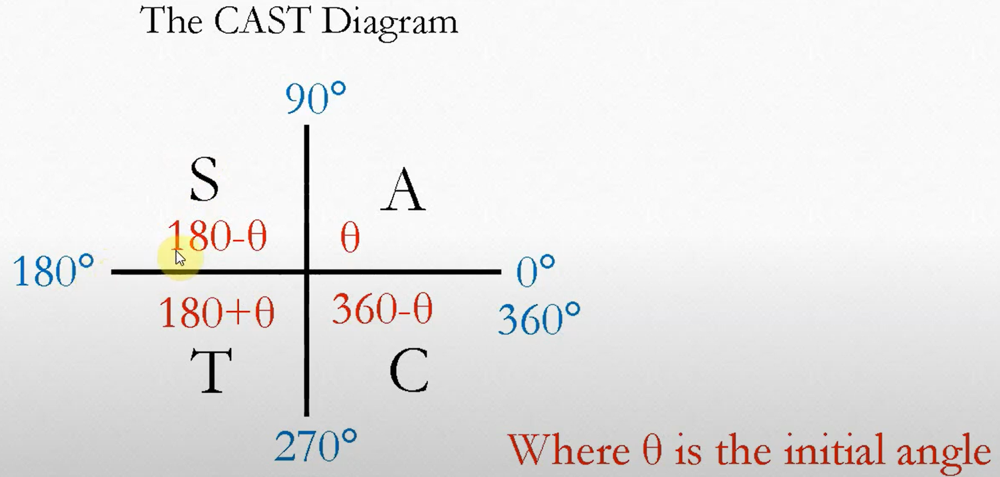 The CAST Diagram
90°
S A
180-θ θ
180° 0°
180+θ 360-θ
360°
T C
270°
Where θ is the initial angle